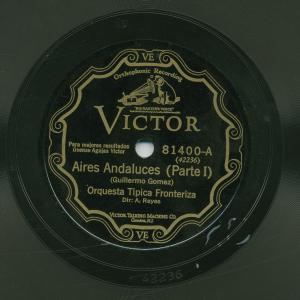 VE
Orthophonic Recording
"HIS MASTER'S VOICE"
VICTOR
Para mejores resultados
úsense Agujas Victor
81400-A
(42236)
Aires Andaluces (Parte I)
(Guillermo Gomez)
Orquesta Tipica Fronteriza
Dir: A. Reyes
VICTOR TALKING MACHINE CO.
Camden, N.J.
VE
42236